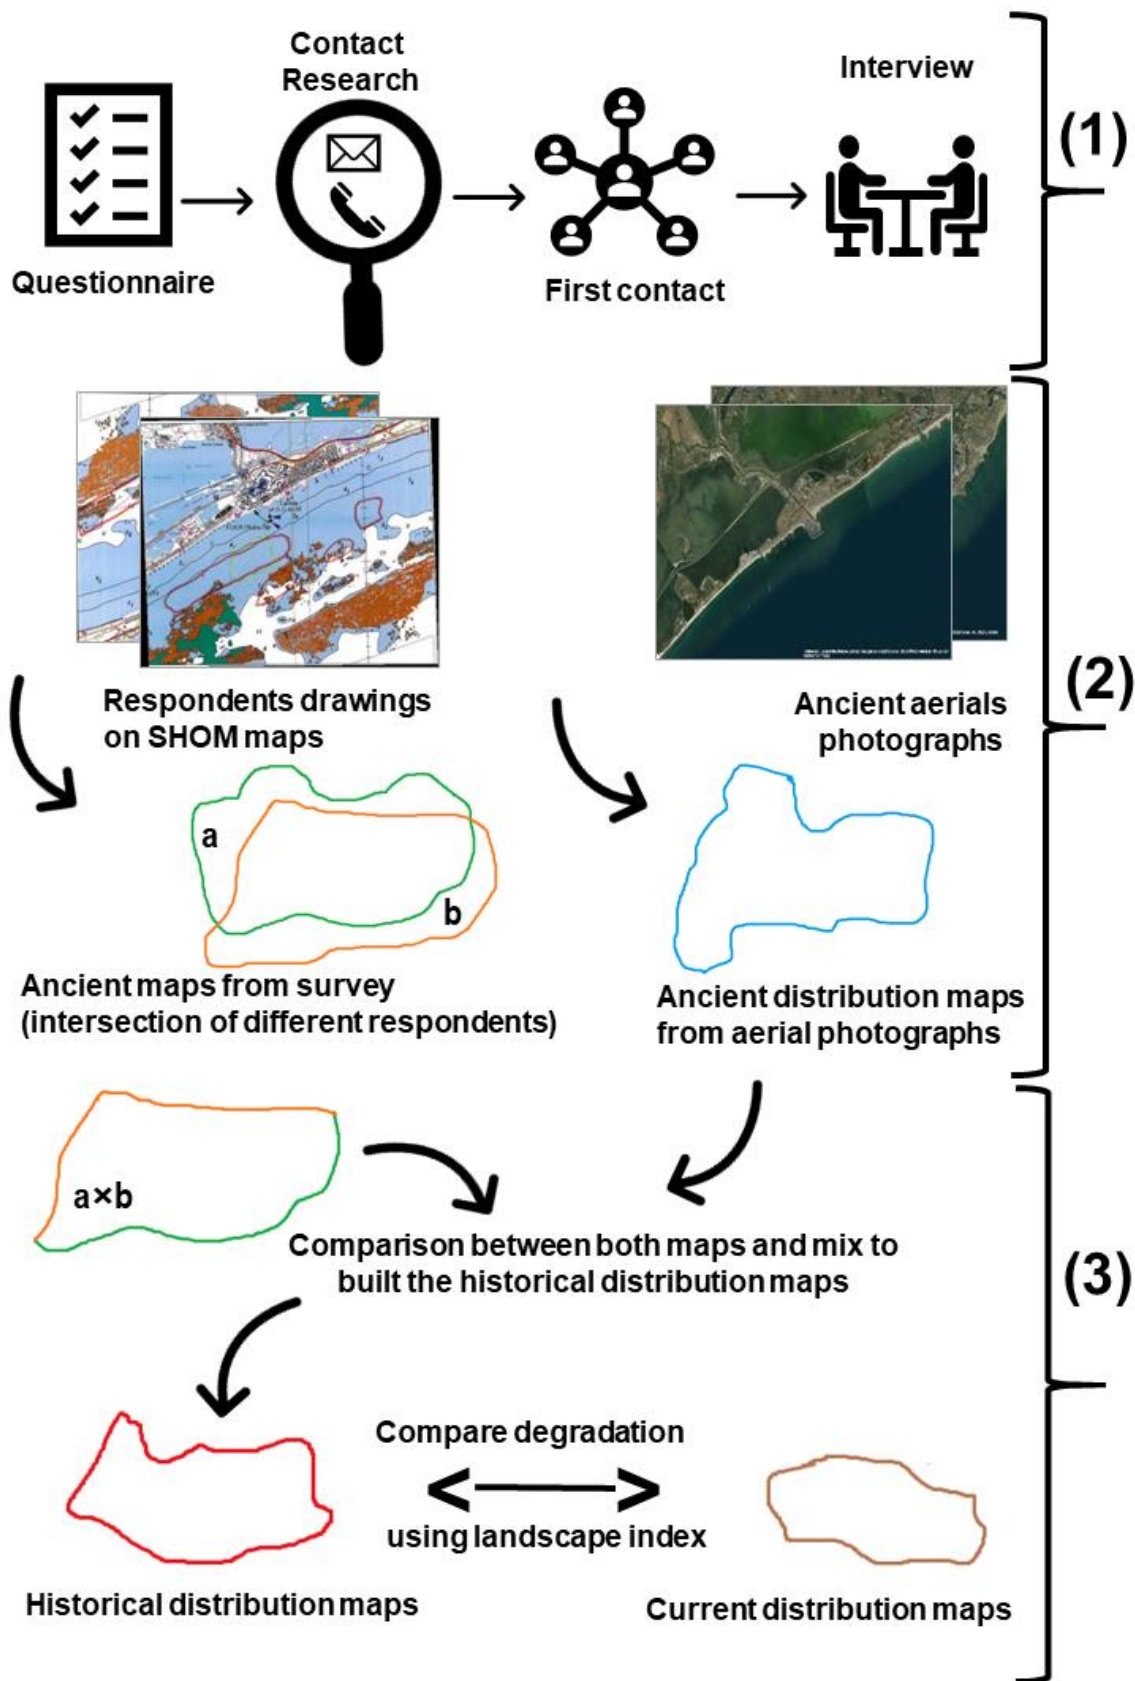 Contact
Research
Interview
(1)
Questionnaire
First contact
Respondents drawings
on SHOM maps
Ancient aerials
photographs
(2)
a
b
Ancient maps from survey
(intersection of different respondents)
Ancient distribution maps
from aerial photographs
a×b
Comparison between both maps and mix to
built the historical distribution maps
(3)
Compare degradation
< >
using landscape index
Historical distribution maps
Current distribution maps